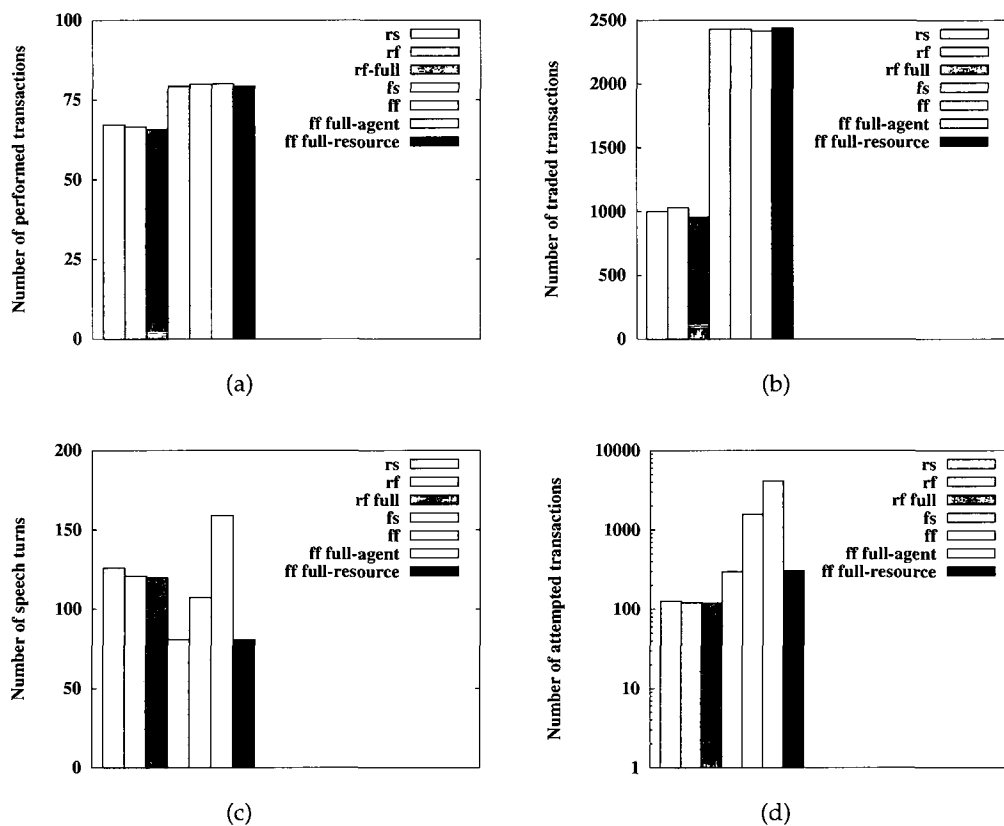 Number of performed transactions
100
75
50
25
0
rs
rf
rf-full
fs
ff
ff full-agent
ff full-resource
(a)
Number of traded transactions
2500
2000
1500
1000
500
0
rs
rf
rf full
fs
ff
ff full-agent
ff full-resource
(b)
Number of speech turns
200
150
100
50
0
rs
rf
rf full
fs
ff
ff full-agent
ff full-resource
(c)
Number of attempted transactions
10000
1000
100
10
1
rs
rf
rf full
fs
ff
ff full-agent
ff full-resource
(d)